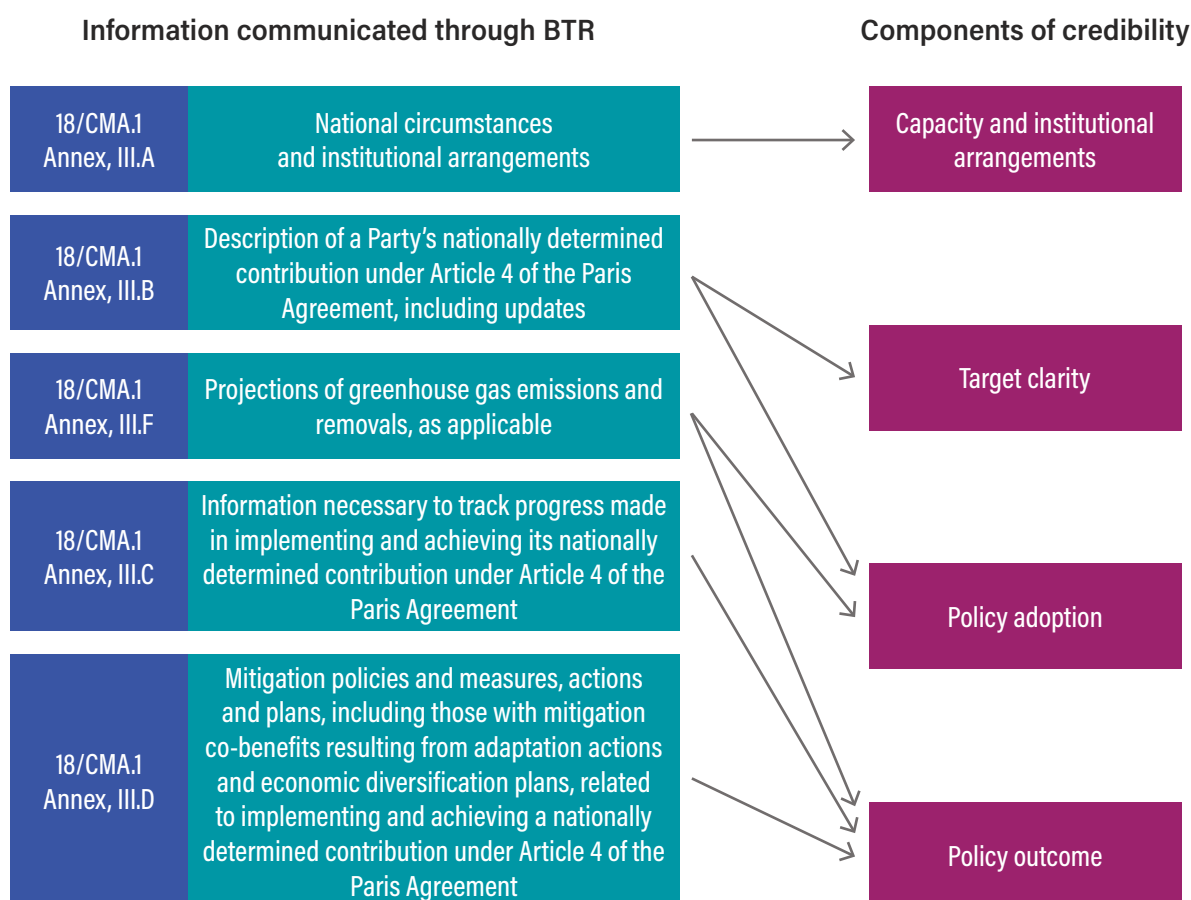 Information communicated through BTR
Components of credibility
18/CMA.1
Annex, III.A
National circumstances
and institutional arrangements
Capacity and institutional
arrangements
18/CMA.1
Annex, III.B
Description of a Party’s nationally determined
contribution under Article 4 of the Paris
Agreement, including updates
Target clarity
18/CMA.1
Annex, III.F
Projections of greenhouse gas emissions and
removals, as applicable
18/CMA.1
Annex, III.C
Information necessary to track progress made
in implementing and achieving its nationally
determined contribution under Article 4 of the
Paris Agreement
Policy adoption
18/CMA.1
Annex, III.D
Mitigation policies and measures, actions
and plans, including those with mitigation
co-benefits resulting from adaptation actions
and economic diversification plans, related
to implementing and achieving a nationally
determined contribution under Article 4 of the
Paris Agreement
Policy outcome